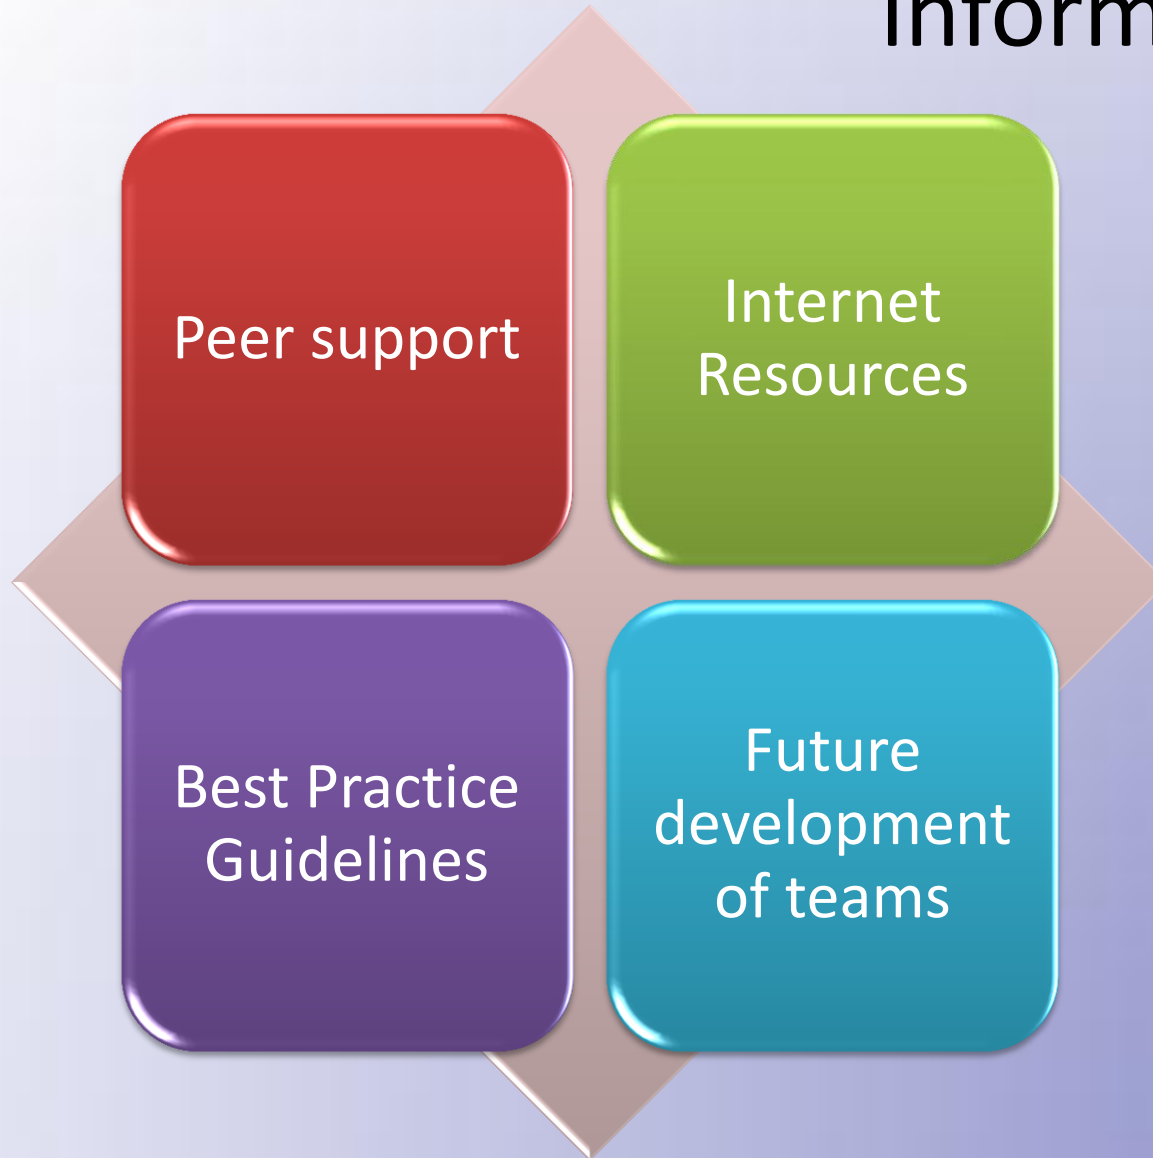 Peer support
Internet
Resources
Best Practice
Guidelines
Future
development
of teams